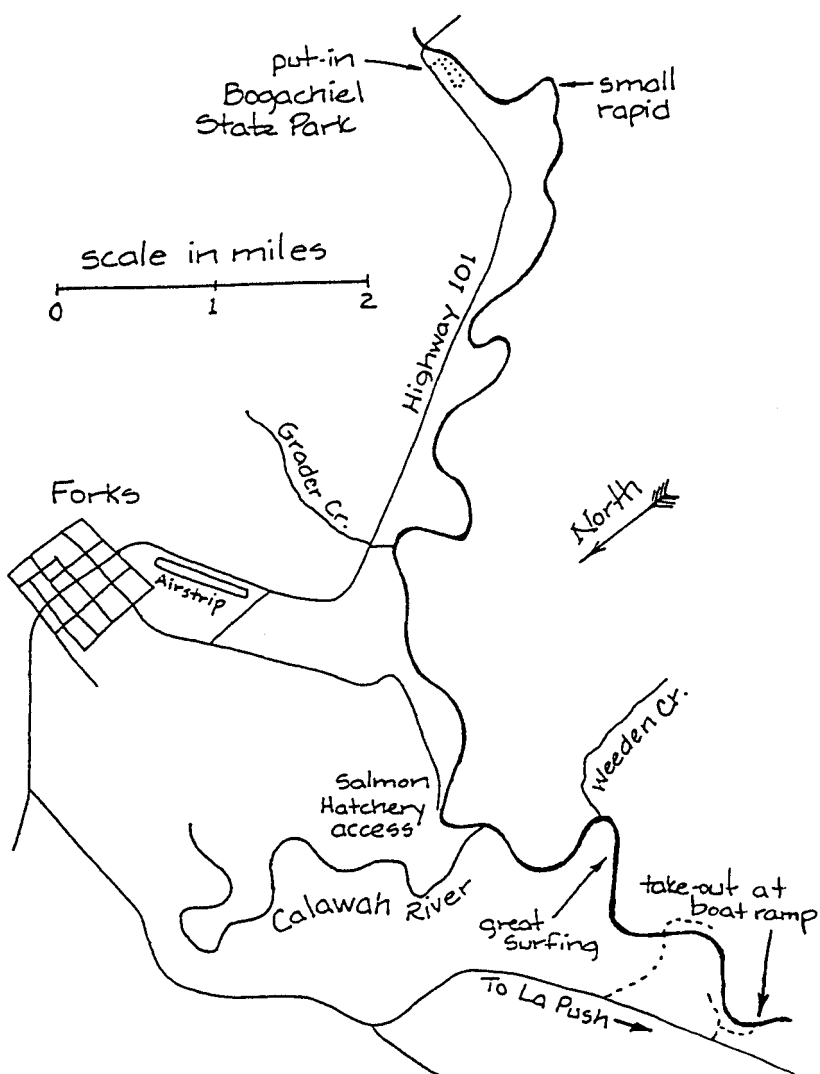 put-in
Bogachiel
State Park
small
rapid
scale in miles
0 1 2
Highway 101
Grader Cr.
Forks
North
Airstrip
Weeden Cr.
Salmon
Hatchery
access
Calawah River
take-out at
boat ramp
great
surfing
To La Push